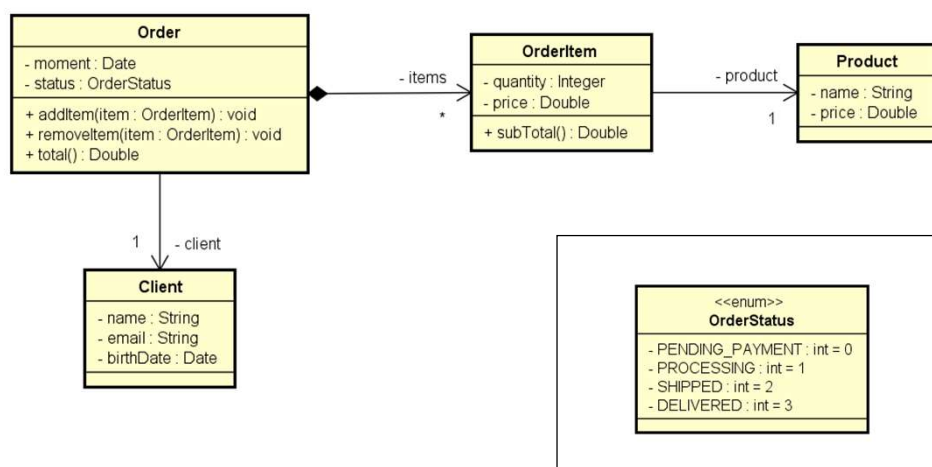 Order
- moment : Date
- status : OrderStatus
+ addItem(item : OrderItem) : void
+ removeItem(item : OrderItem) : void
+ total() : Double
- items
*
OrderItem
- quantity : Integer
- price : Double
+ subTotal() : Double
- product
1
Product
- name : String
- price : Double
1
- client
Client
- name : String
- email : String
- birthDate : Date
<<enum>>
OrderStatus
- PENDING_PAYMENT : int = 0
- PROCESSING : int = 1
- SHIPPED : int = 2
- DELIVERED : int = 3